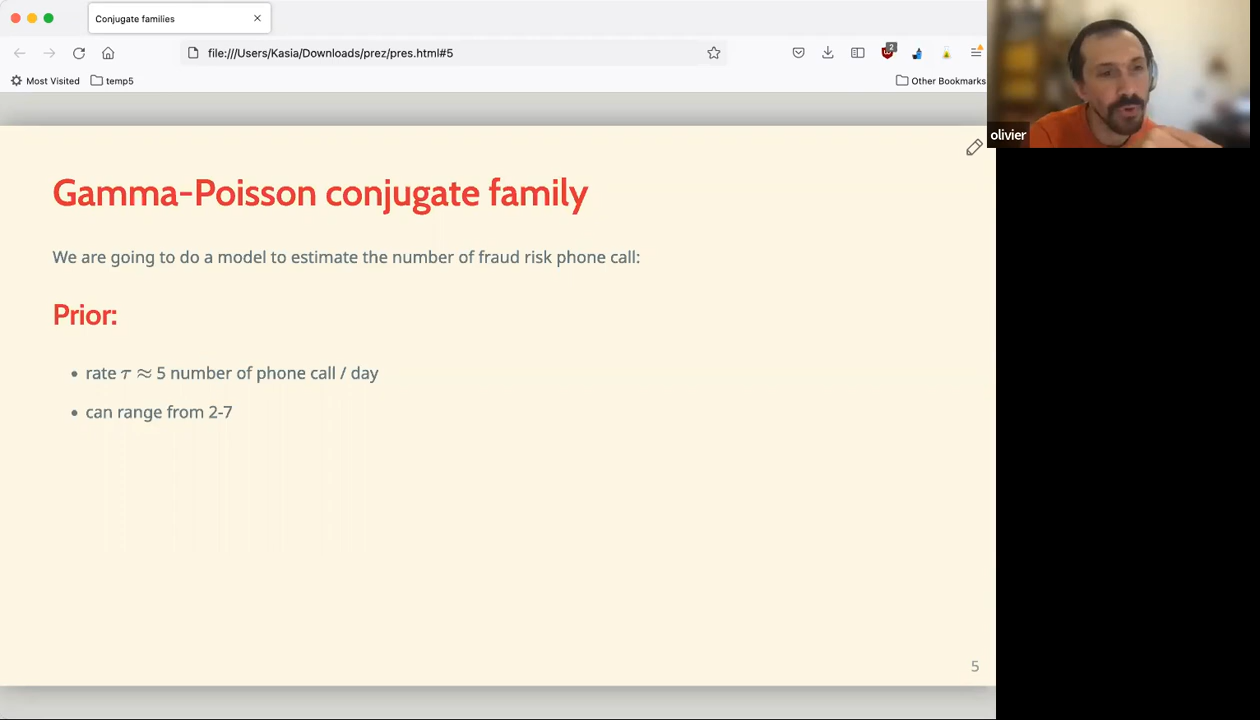 Conjugate families
file:///Users/Kasia/Downloads/prez/pres.html#5
2
Most Visited
temp5
Other Bookmarks
olivier
Gamma-Poisson conjugate family
We are going to do a model to estimate the number of fraud risk phone call:
Prior:
• rate τ ≈ 5 number of phone call / day
• can range from 2-7
5